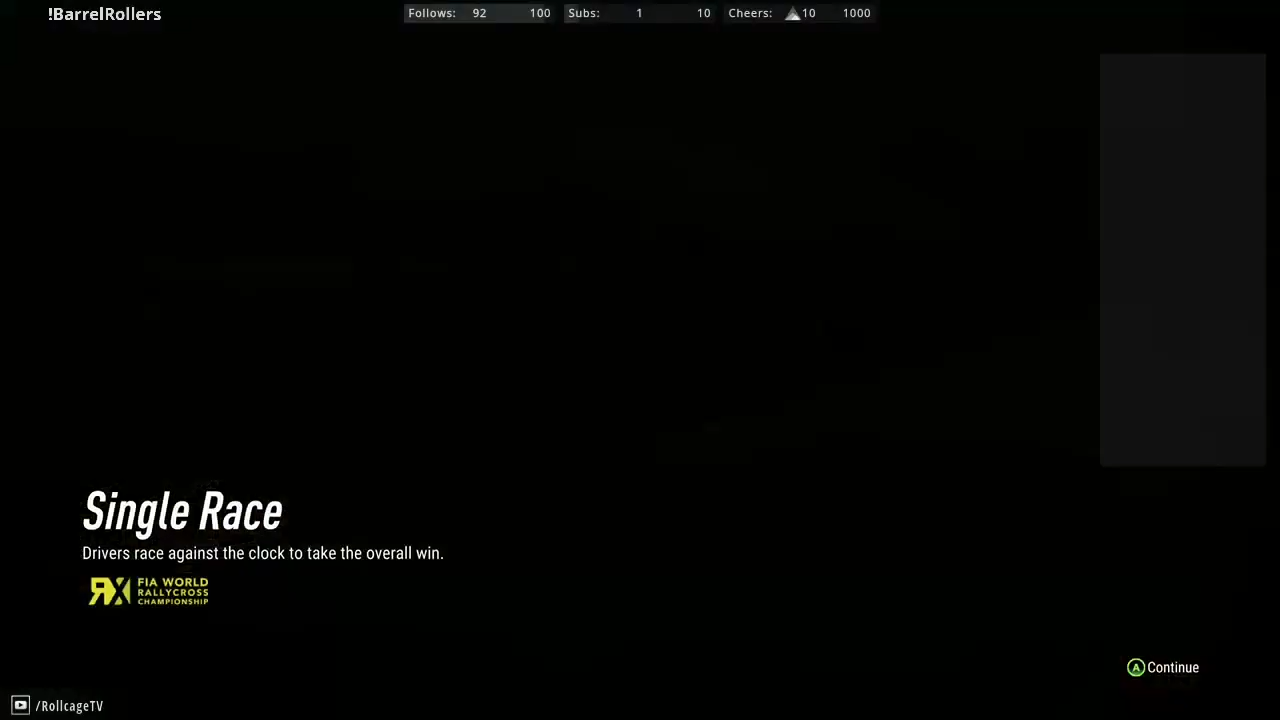 !BarrelRollers
Follows: 92 100 Subs: 1 10 Cheers: 10 1000
Single Race
Drivers race against the clock to take the overall win.
RX FIA WORLD
RALLYCROSS
CHAMPIONSHIP
A Continue
/RollcageTV